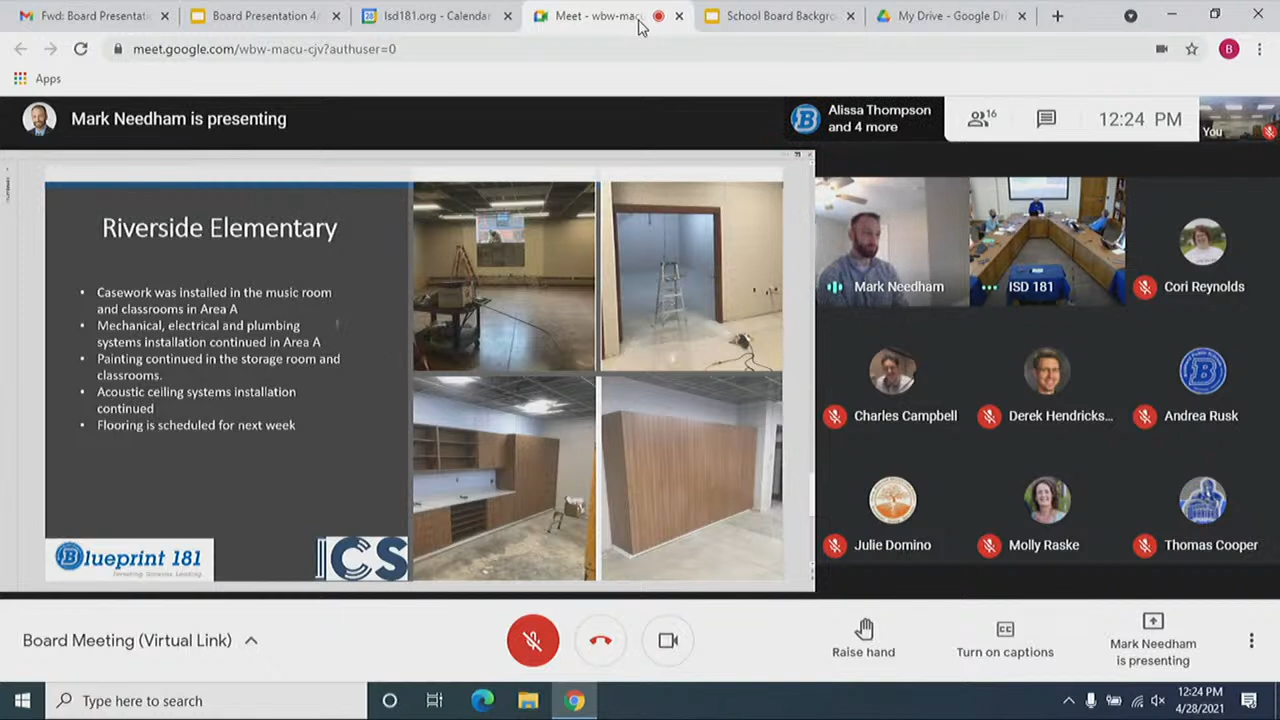 Fwd: Board Presentati
Board Presentation 4/
Isd181.org - Calenda
Meet - wbw-macu
School Board Backgro
My Drive - Google Dri
meet.google.com/wbw-macu-cjv?authuser=0
B
Apps
Mark Needham is presenting
Alissa Thompson
and 4 more
16
12:24 PM
You
Riverside Elementary
• Casework was installed in the music room
and classrooms in Area A
• Mechanical, electrical and plumbing
systems installation continued in Area A
• Painting continued in the storage room and
classrooms.
• Acoustic ceiling systems installation
continued
• Flooring is scheduled for next week
Blueprint 181
ICS
Mark Needham
ISD 181
Cori Reynolds
Charles Campbell
Derek Hendricks...
Andrea Rusk
Julie Domino
Molly Raske
Thomas Cooper
Board Meeting (Virtual Link)
Raise hand
Turn on captions
Mark Needham
is presenting
Type here to search
12:24 PM
4/28/2021